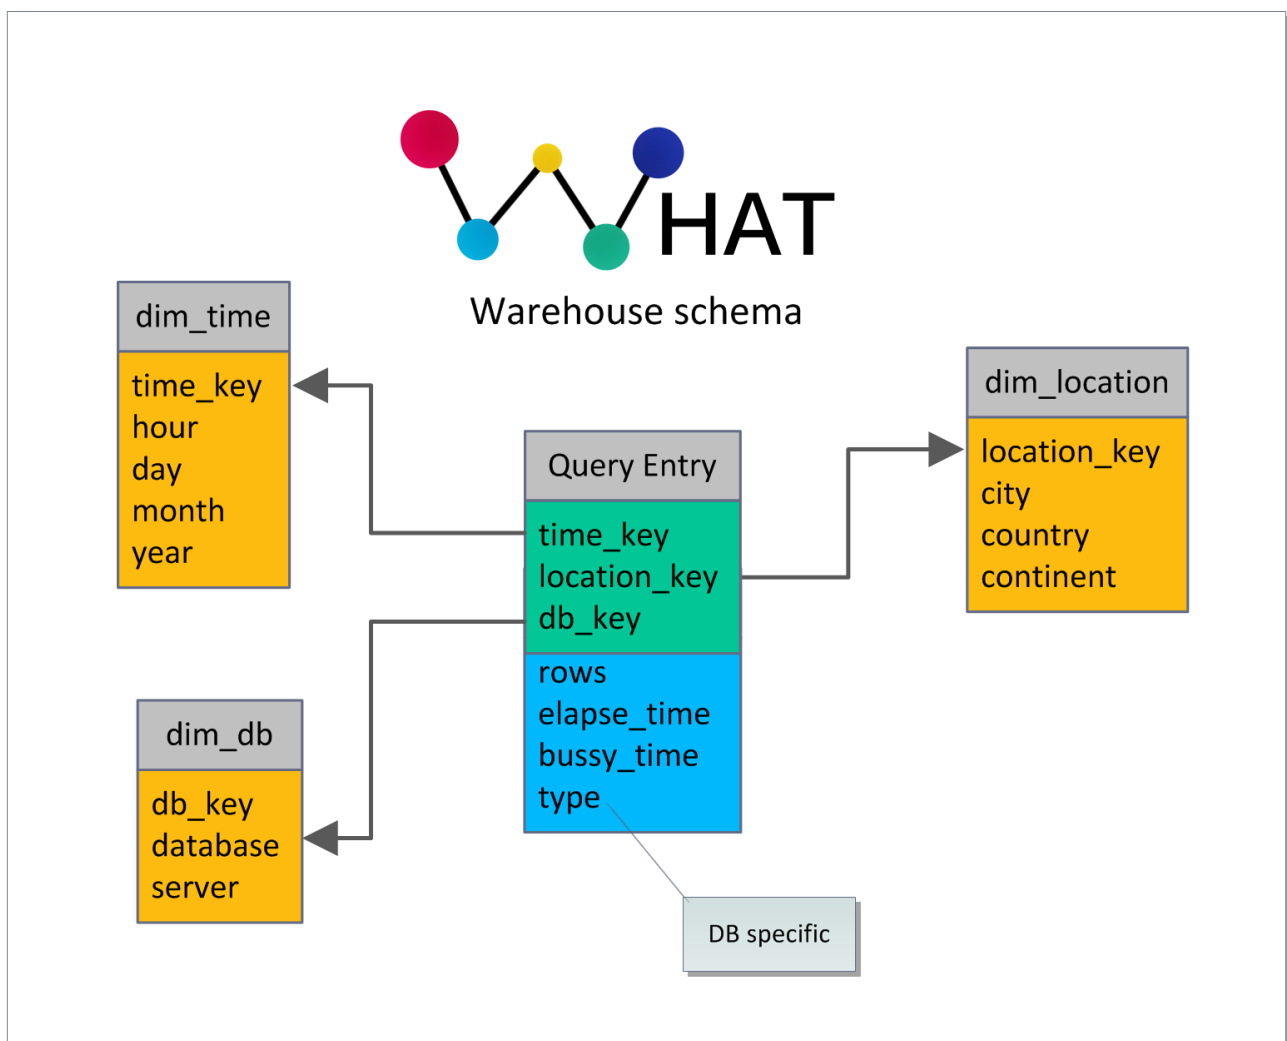 WHAT
Warehouse schema
dim_time
time_key
hour
day
month
year
dim_location
location_key
city
country
continent
Query Entry
time_key
location_key
db_key
rows
elapse_time
bussy_time
type
dim_db
db_key
database
server
DB specific